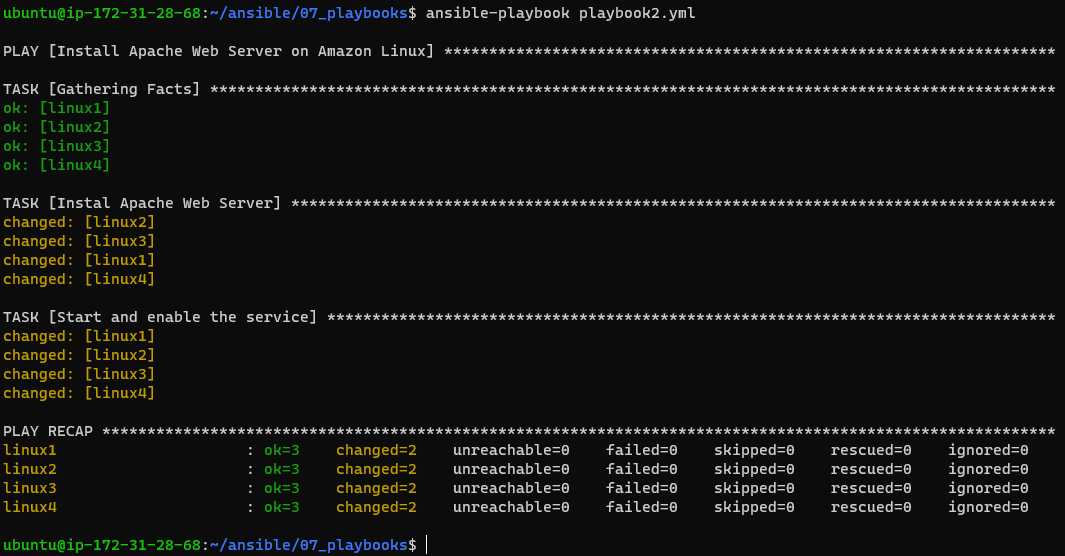 ubuntu@ip-172-31-28-68:~/ansible/07_playbooks$ ansible-playbook playbook2.yml
PLAY [Install Apache Web Server on Amazon Linux] ********************************************************************
TASK [Gathering Facts] **********************************************************************************************
ok: [linux1]
ok: [linux2]
ok: [linux3]
ok: [linux4]
TASK [Instal Apache Web Server] *************************************************************************************
changed: [linux2]
changed: [linux3]
changed: [linux1]
changed: [linux4]
TASK [Start and enable the service] *********************************************************************************
changed: [linux1]
changed: [linux2]
changed: [linux3]
changed: [linux4]
PLAY RECAP **********************************************************************************************************
linux1                     : ok=3    changed=2    unreachable=0    failed=0    skipped=0    rescued=0    ignored=0
linux2                     : ok=3    changed=2    unreachable=0    failed=0    skipped=0    rescued=0    ignored=0
linux3                     : ok=3    changed=2    unreachable=0    failed=0    skipped=0    rescued=0    ignored=0
linux4                     : ok=3    changed=2    unreachable=0    failed=0    skipped=0    rescued=0    ignored=0
ubuntu@ip-172-31-28-68:~/ansible/07_playbooks$